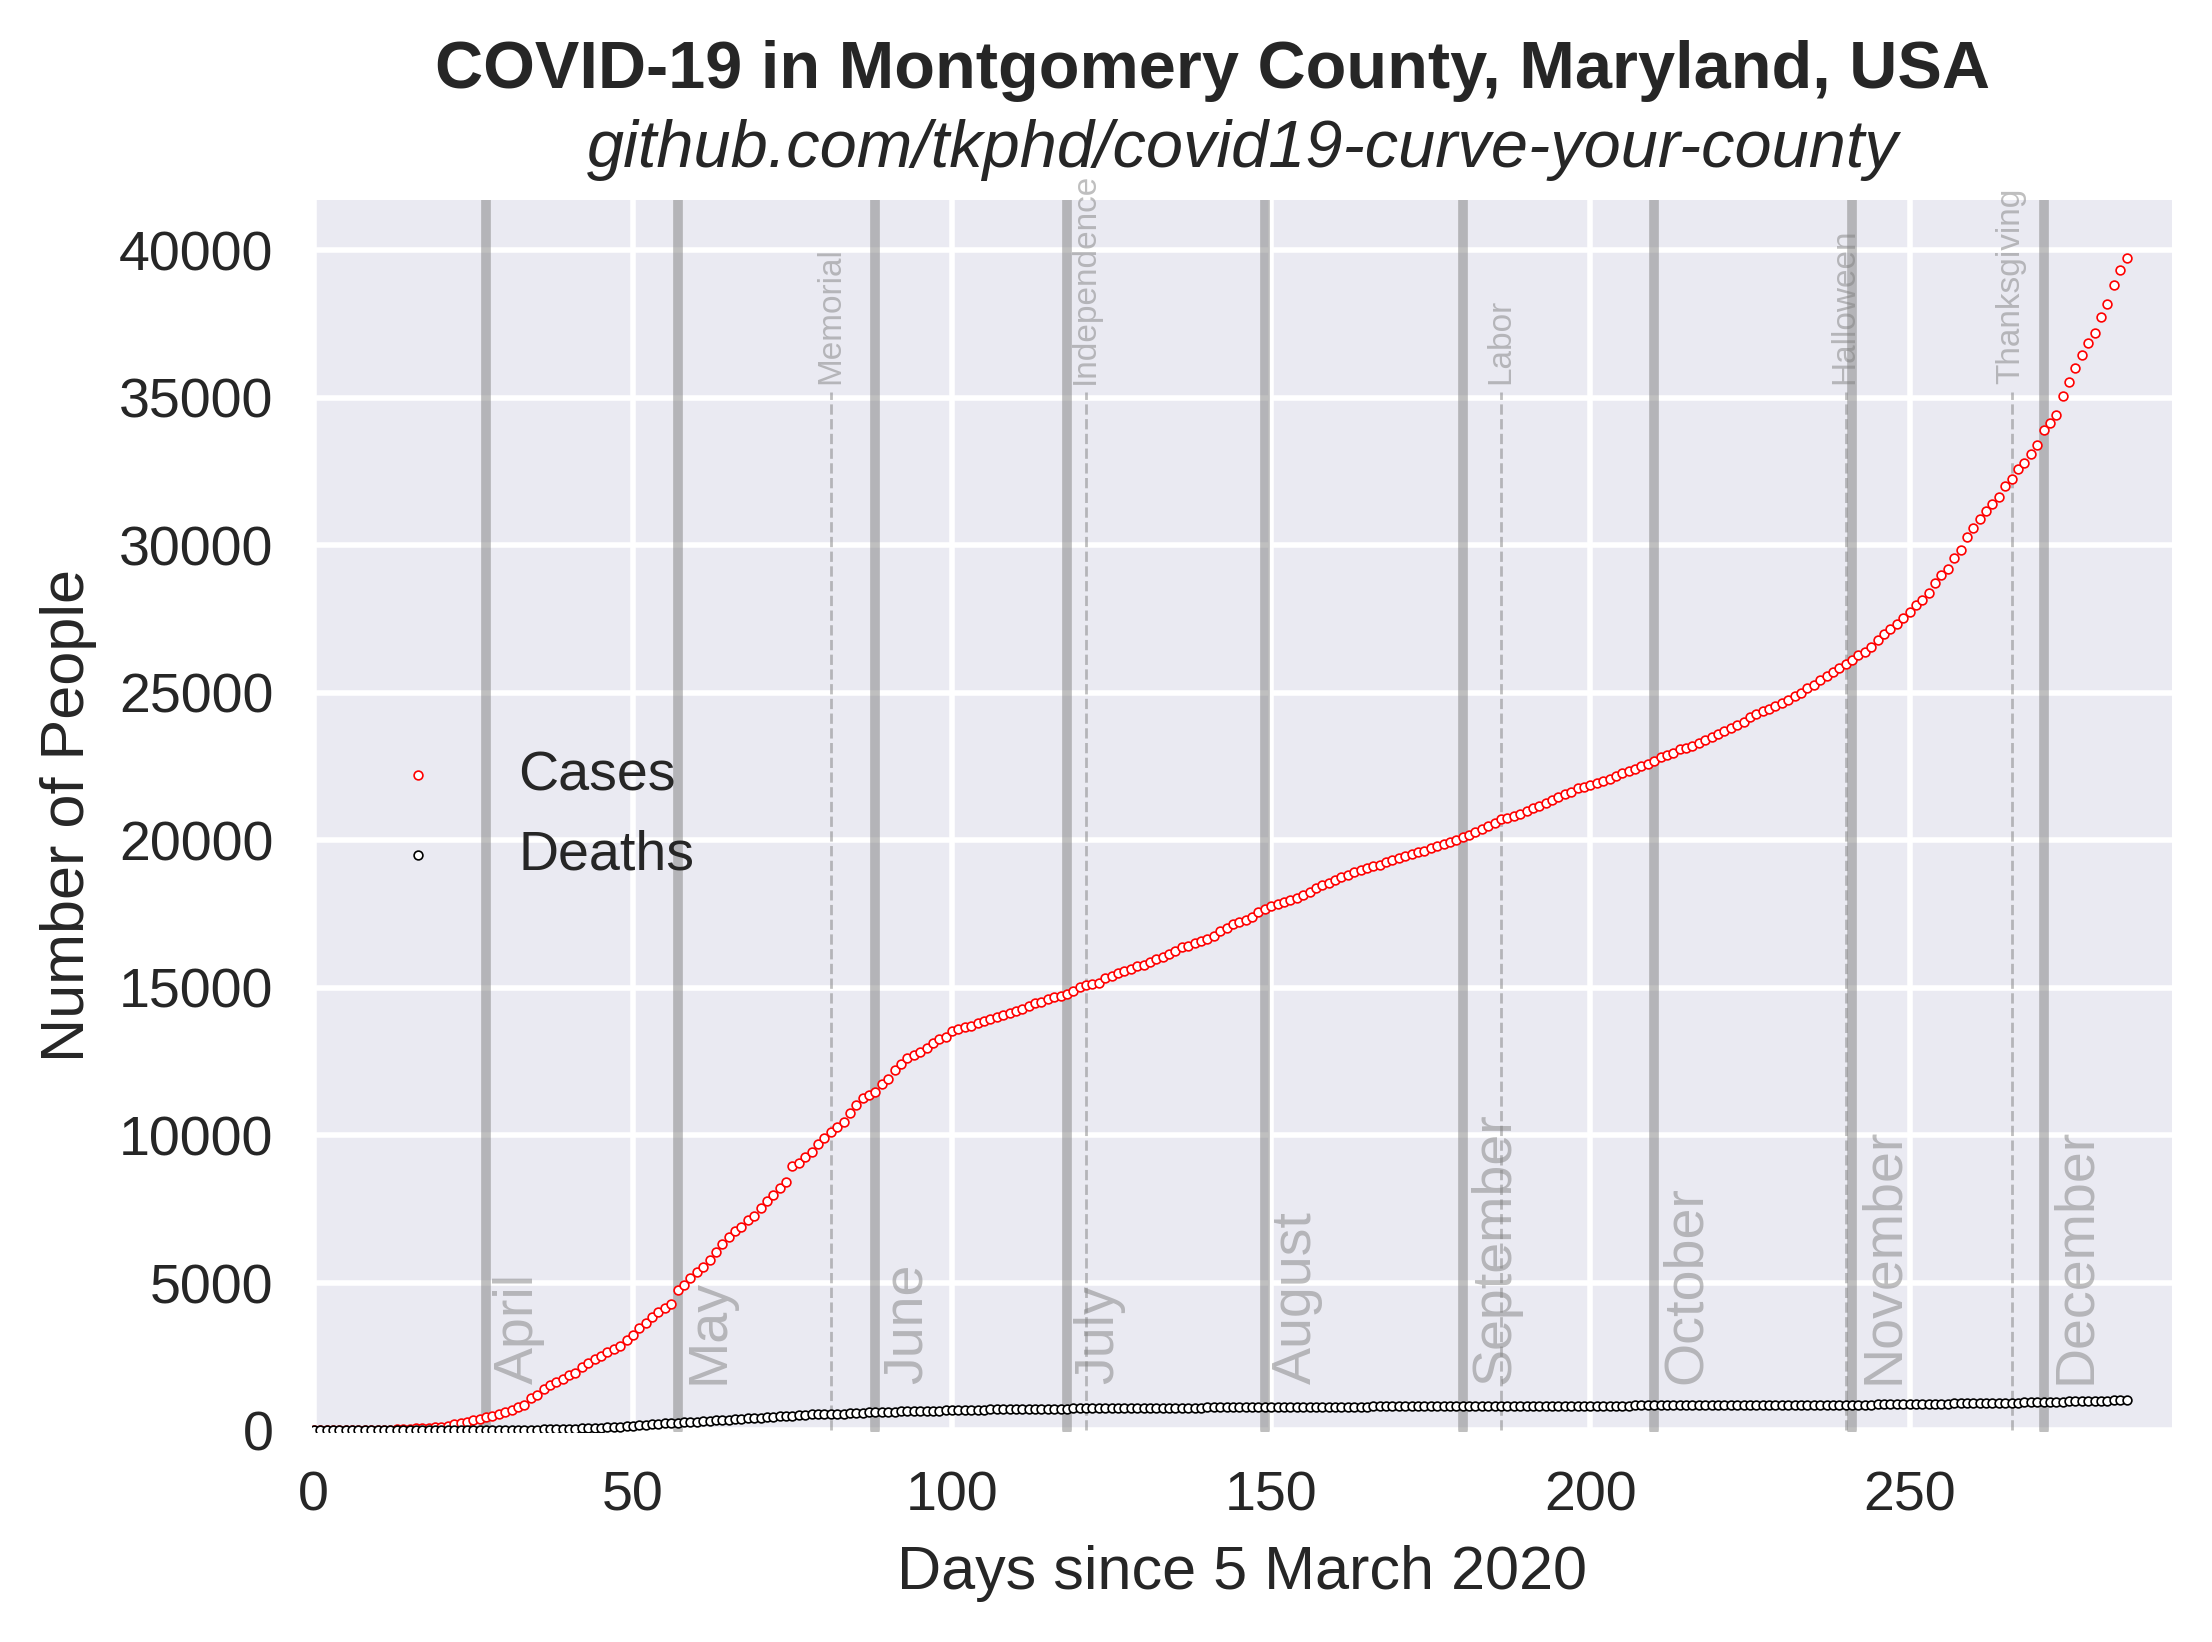 COVID-19 in Montgomery County, Maryland, USA
github.com/tkphd/covid19-curve-your-county
Number of People
40000
35000
30000
25000
20000
15000
10000
5000
0
Memorial
Independence
Labor
Halloween
Thanksgiving
Cases
Deaths
April
May
June
July
August
September
October
November
December
0
50
100
150
200
250
Days since 5 March 2020